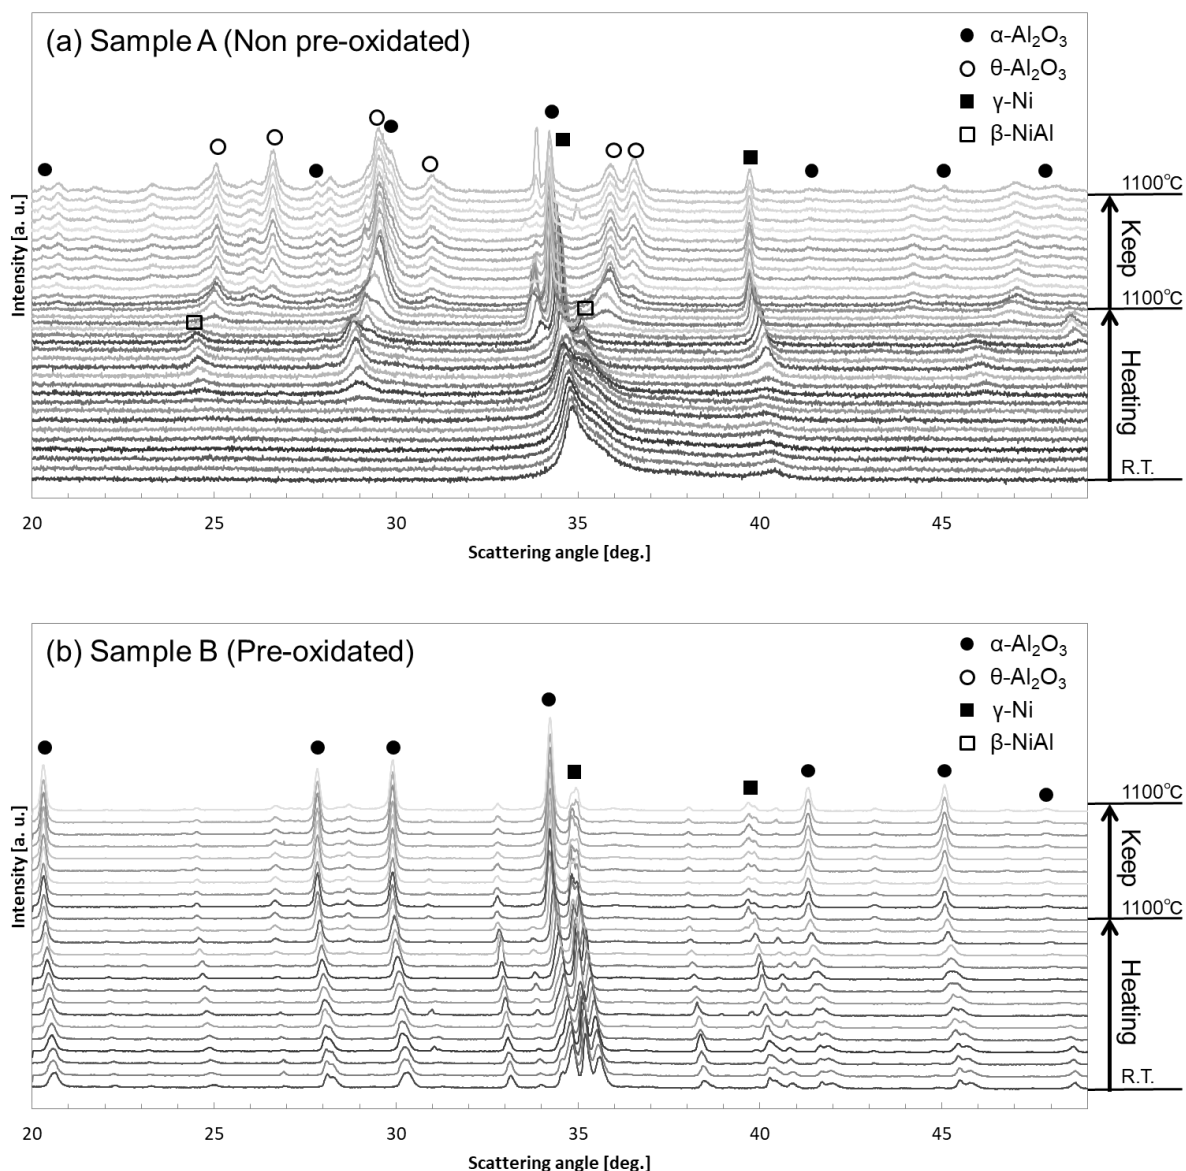 (a) Sample A (Non pre-oxidated)
α-Al₂O₃
θ-Al₂O₃
γ-Ni
β-NiAl
1100℃
Keep
1100℃
Heating
R.T.
Intensity [a. u.]
20 25 30 35 40 45
Scattering angle [deg.]
(b) Sample B (Pre-oxidated)
α-Al₂O₃
θ-Al₂O₃
γ-Ni
β-NiAl
1100℃
Keep
1100℃
Heating
R.T.
Intensity [a. u.]
20 25 30 35 40 45
Scattering angle [deg.]